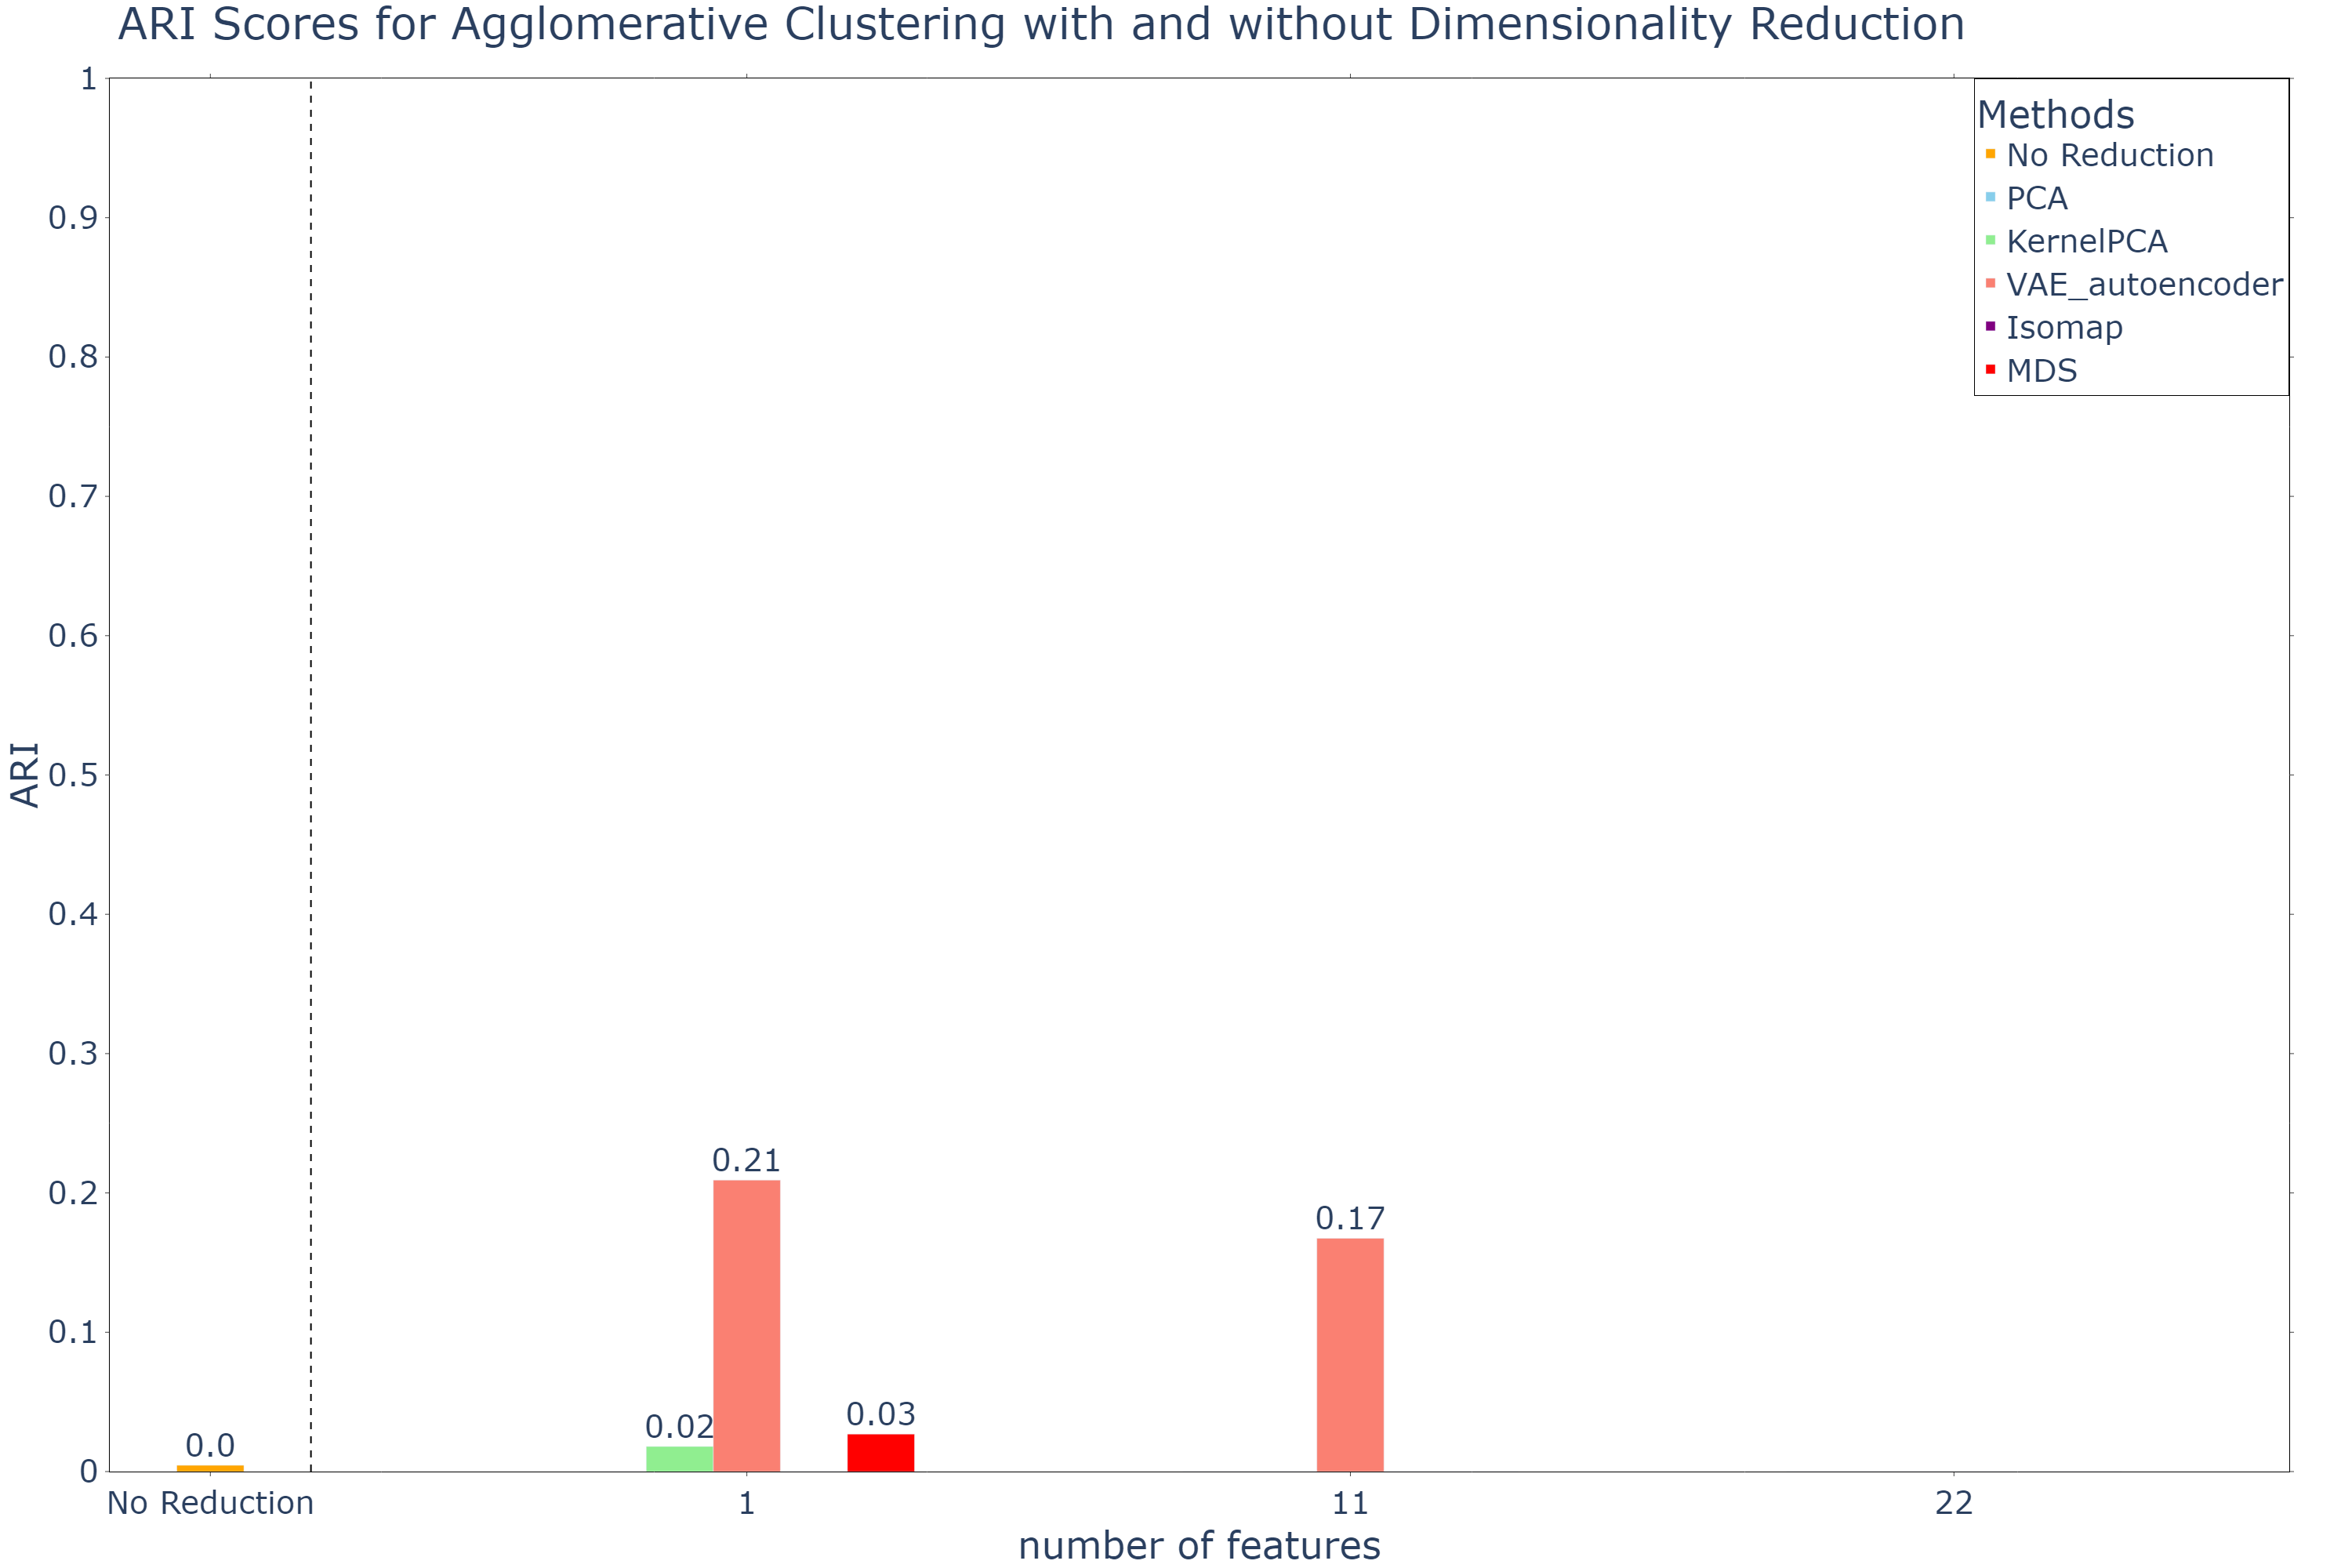 ARI Scores for Agglomerative Clustering with and without Dimensionality Reduction
1
0.9
0.8
0.7
0.6
0.5
0.4
0.3
0.2
0.1
0
ARI
Methods
No Reduction
PCA
KernelPCA
VAE_autoencoder
Isomap
MDS
0.0
0.02
0.21
0.03
0.17
No Reduction
1
11
22
number of features